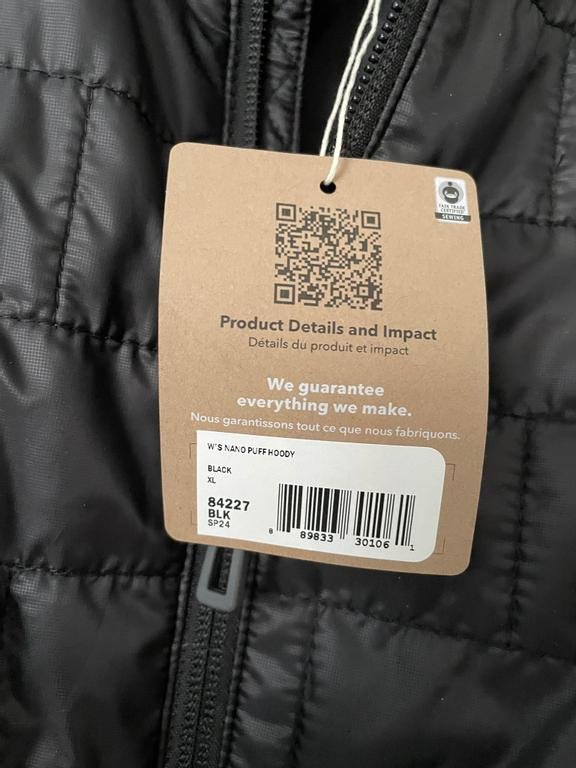 FAIR TRADE
CERTIFIED
SEWING
Product Details and Impact
Détails du produit et impact
We guarantee
everything we make.
Nous garantissons tout ce que nous fabriquons.
W'S NANO PUFF HOODY
BLACK
XL
84227
BLK
SP24
8 89833 30106 1